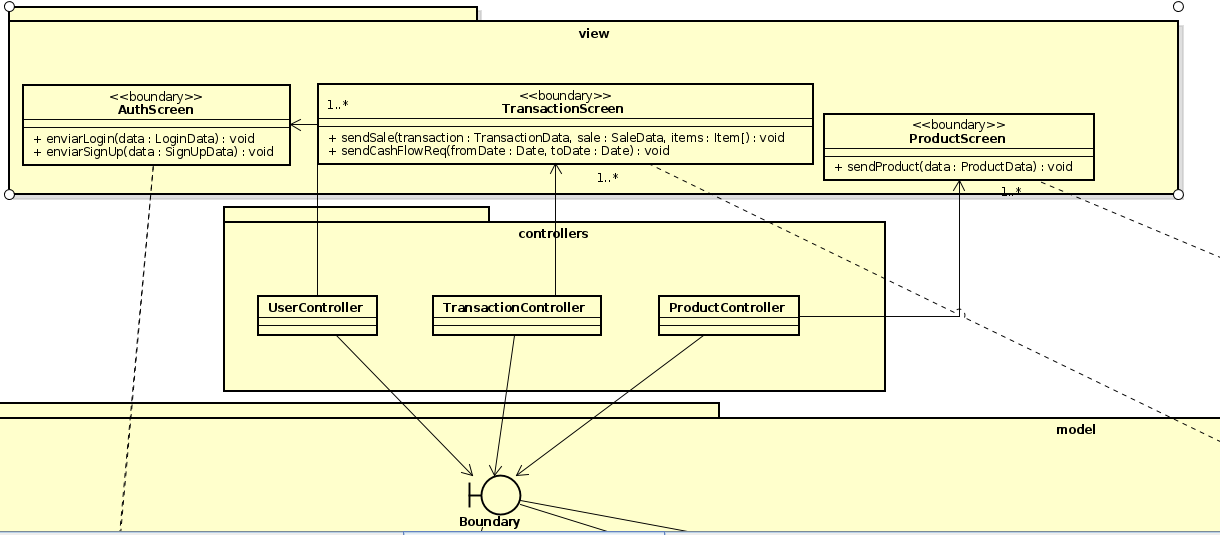 view
<<boundary>>
AuthScreen
+ enviarLogin(data : LoginData) : void
+ enviarSignUp(data : SignUpData) : void
1..*
<<boundary>>
TransactionScreen
+ sendSale(transaction : TransactionData, sale : SaleData, items : Item[]) : void
+ sendCashFlowReq(fromDate : Date, toDate : Date) : void
1..*
<<boundary>>
ProductScreen
+ sendProduct(data : ProductData) : void
1..*
controllers
UserController
TransactionController
ProductController
model
Boundary